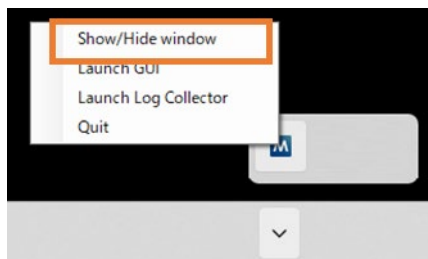 Show/Hide window
Launch GUI
Launch Log Collector
Quit
M